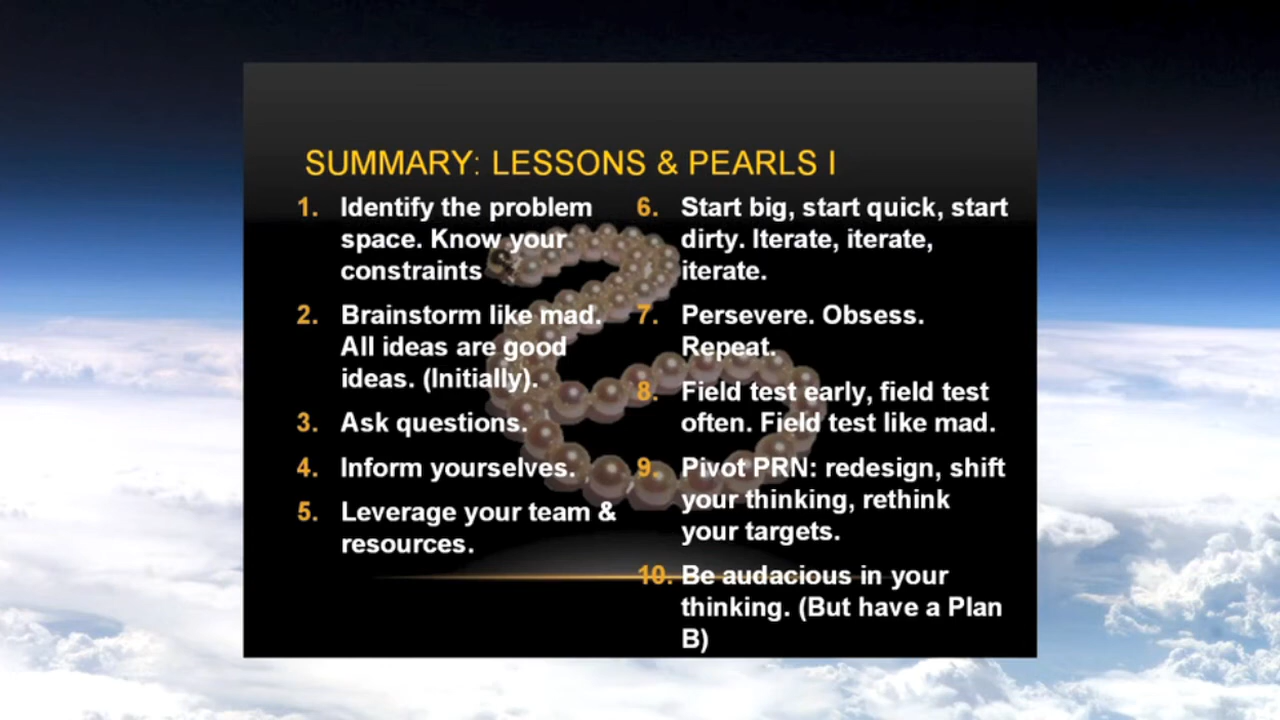 SUMMARY: LESSONS & PEARLS I
1. Identify the problem
space. Know your
constraints
2. Brainstorm like mad.
All ideas are good
ideas. (Initially).
3. Ask questions.
4. Inform yourselves.
5. Leverage your team &
resources.
6. Start big, start quick, start
dirty. Iterate, iterate,
iterate.
7. Persevere. Obsess.
Repeat.
8. Field test early, field test
often. Field test like mad.
9. Pivot PRN: redesign, shift
your thinking, rethink
your targets.
10. Be audacious in your
thinking. (But have a Plan
B)